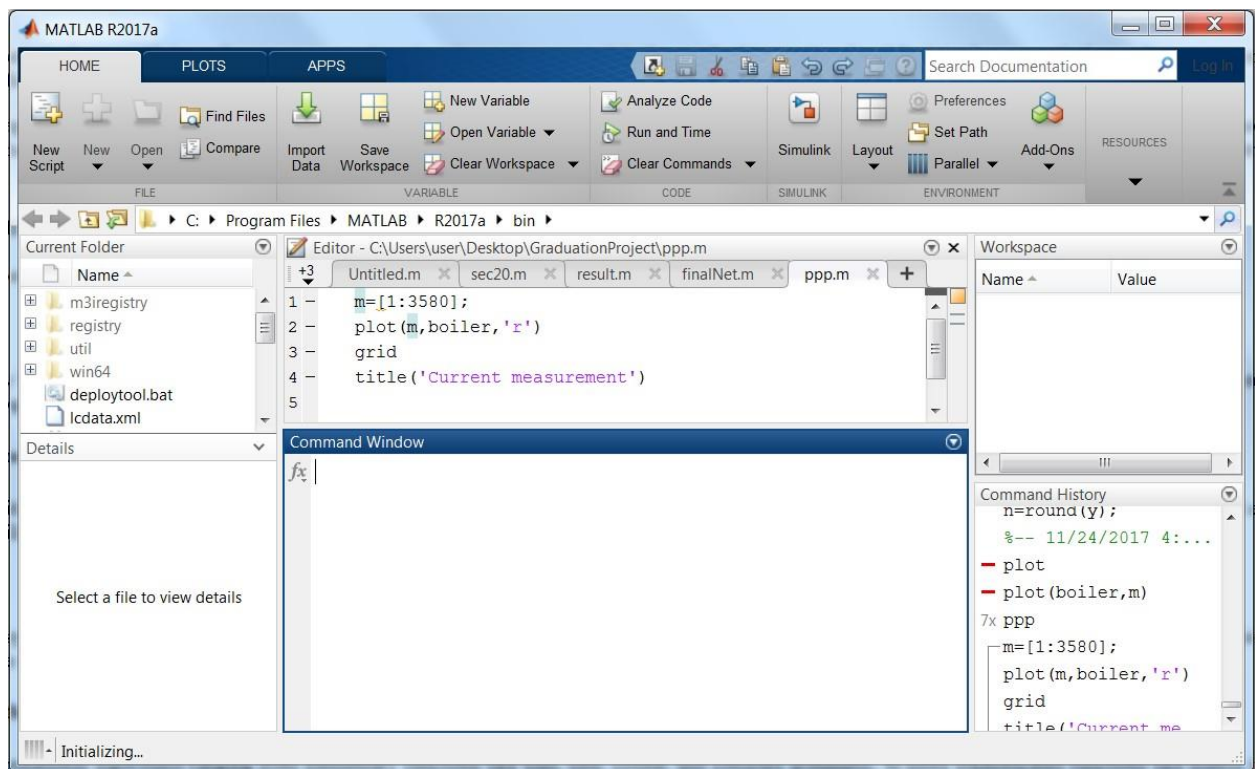 MATLAB R2017a
HOME PLOTS APPS Search Documentation Log In
New Script
New
Open
Find Files
Compare
FILE
Import Data
Save Workspace
New Variable
Open Variable
Clear Workspace
VARIABLE
Analyze Code
Run and Time
Clear Commands
CODE
Simulink
SIMULINK
Layout
Preferences
Set Path
Parallel
Add-Ons
ENVIRONMENT
RESOURCES
C: Program Files MATLAB R2017a bin
Current Folder
Name
m3iregistry
registry
util
win64
deploytool.bat
lcdata.xml
Details
Select a file to view details
Editor - C:\Users\user\Desktop\GraduationProject\ppp.m
+3 Untitled.m sec20.m result.m finalNet.m ppp.m +
1 – m=[1:3580];
2 – plot(m,boiler,'r')
3 – grid
4 – title('Current measurement')
5
Command Window
fx
Workspace
Name Value
Command History
n=round(y);
%-- 11/24/2017 4:...
plot
plot(boiler,m)
7x ppp
m=[1:3580];
plot(m,boiler,'r')
grid
title('Current me
Initializing...